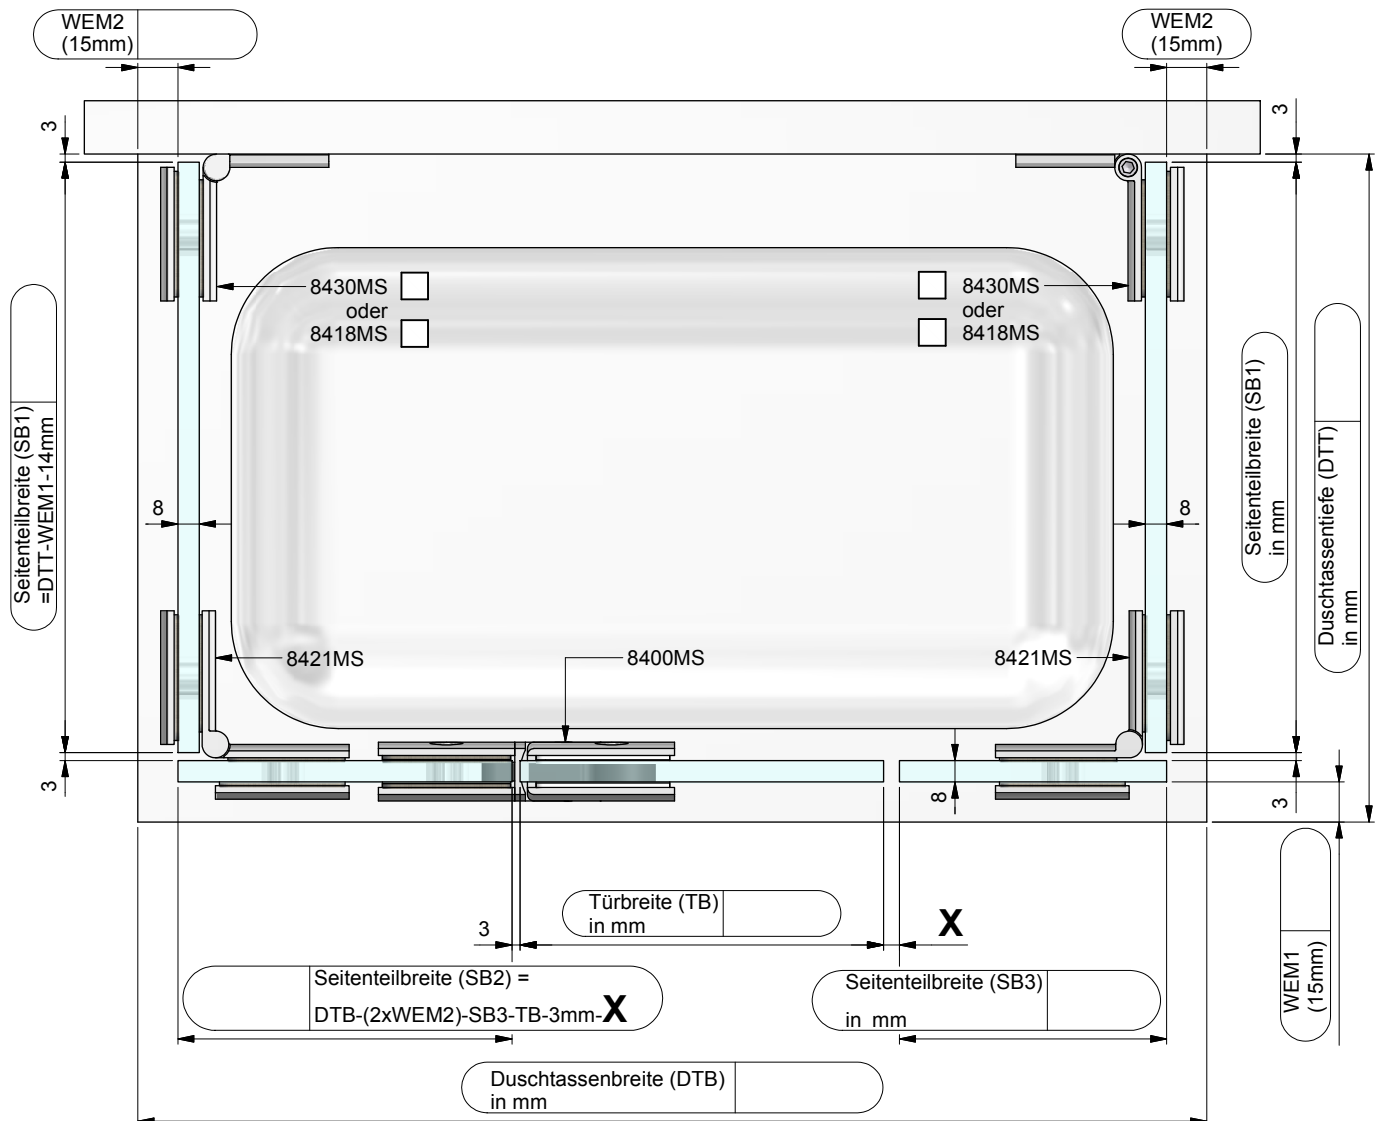 WEM2
(15mm)
WEM2
(15mm)
3
3
8430MS
oder
8418MS
8430MS
oder
8418MS
Seitenteilbreite (SB1)
=DTT-WEM1-14mm
Seitenteilbreite (SB1)
in mm
Duschtassentiefe (DTT)
in mm
8
8
8421MS
8400MS
8421MS
3
8
3
Türbreite (TB)
in mm
3
X
WEM1
(15mm)
Seitenteilbreite (SB2) =
DTB-(2xWEM2)-SB3-TB-3mm-X
Seitenteilbreite (SB3)
in mm
Duschtassenbreite (DTB)
in mm